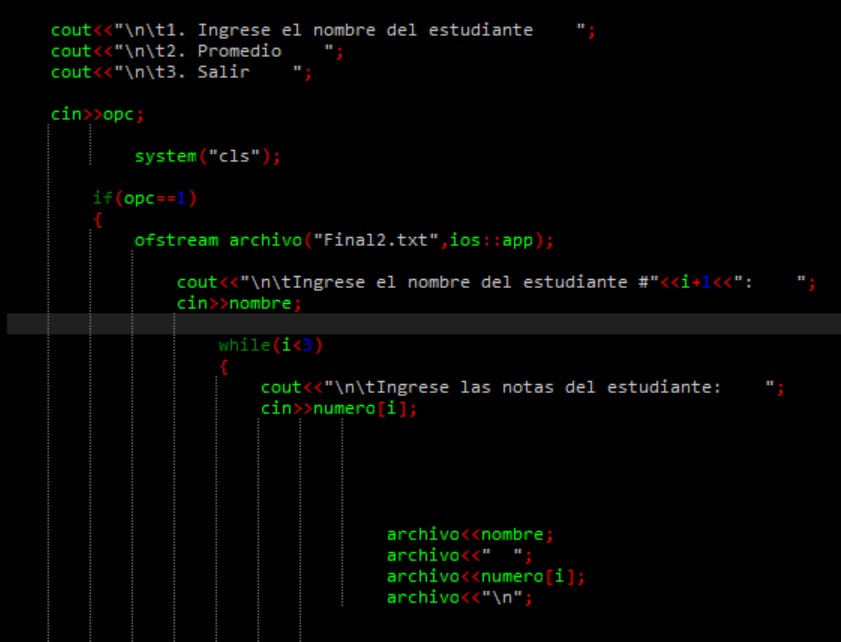 cout<<"\n\t1. Ingrese el nombre del estudiante    ";
cout<<"\n\t2. Promedio    ";
cout<<"\n\t3. Salir    ";
cin>>opc;
system("cls");
if(opc==1)
{
ofstream archivo("Final2.txt",ios::app);
cout<<"\n\tIngrese el nombre del estudiante #"<<i+1<<":    ";
cin>>nombre;
while(i<3)
{
cout<<"\n\tIngrese las notas del estudiante:    ";
cin>>numero[i];
archivo<<nombre;
archivo<<"  ";
archivo<<numero[i];
archivo<<"\n";